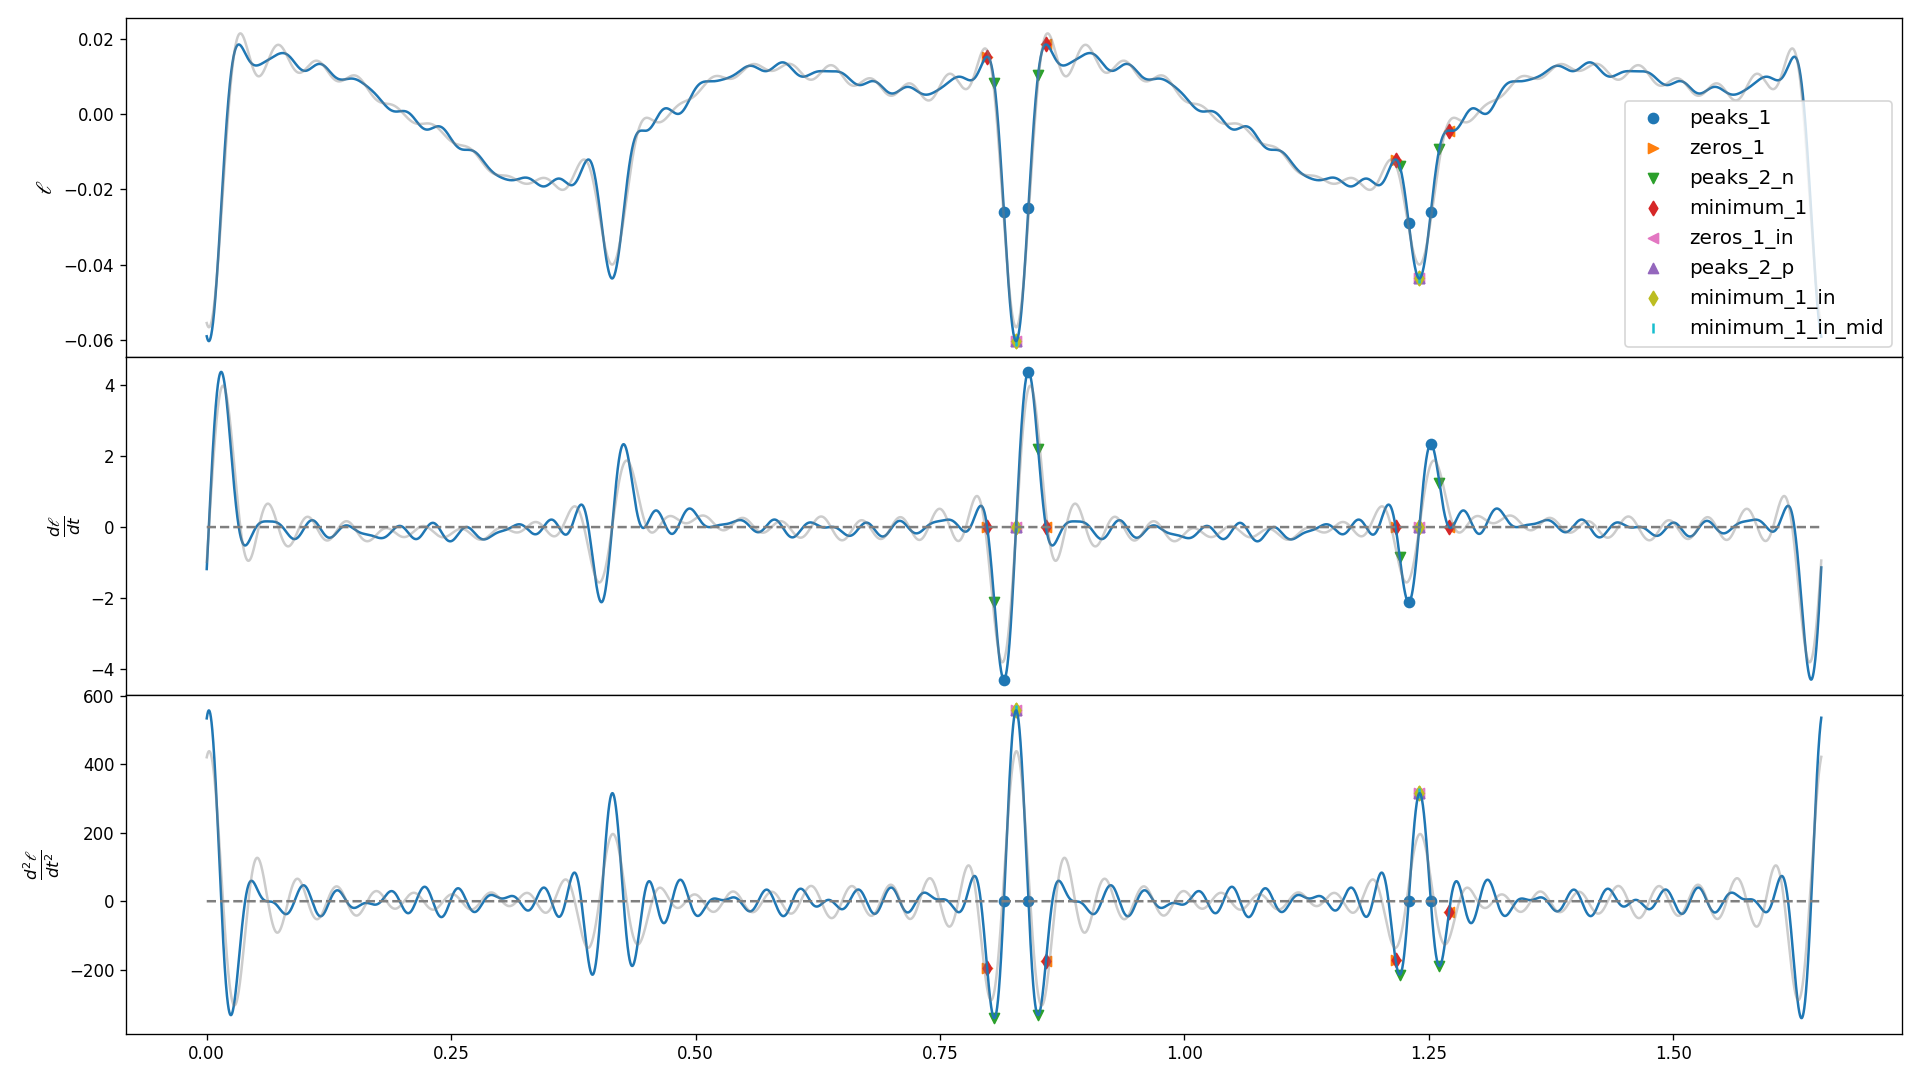 0.02
0.00
−0.02
−0.04
−0.06
ℓ
peaks_1
zeros_1
peaks_2_n
minimum_1
zeros_1_in
peaks_2_p
minimum_1_in
minimum_1_in_mid
4
2
0
−2
−4
dℓ
dt
600
400
200
0
−200
d²ℓ
dt²
0.00 0.25 0.50 0.75 1.00 1.25 1.50